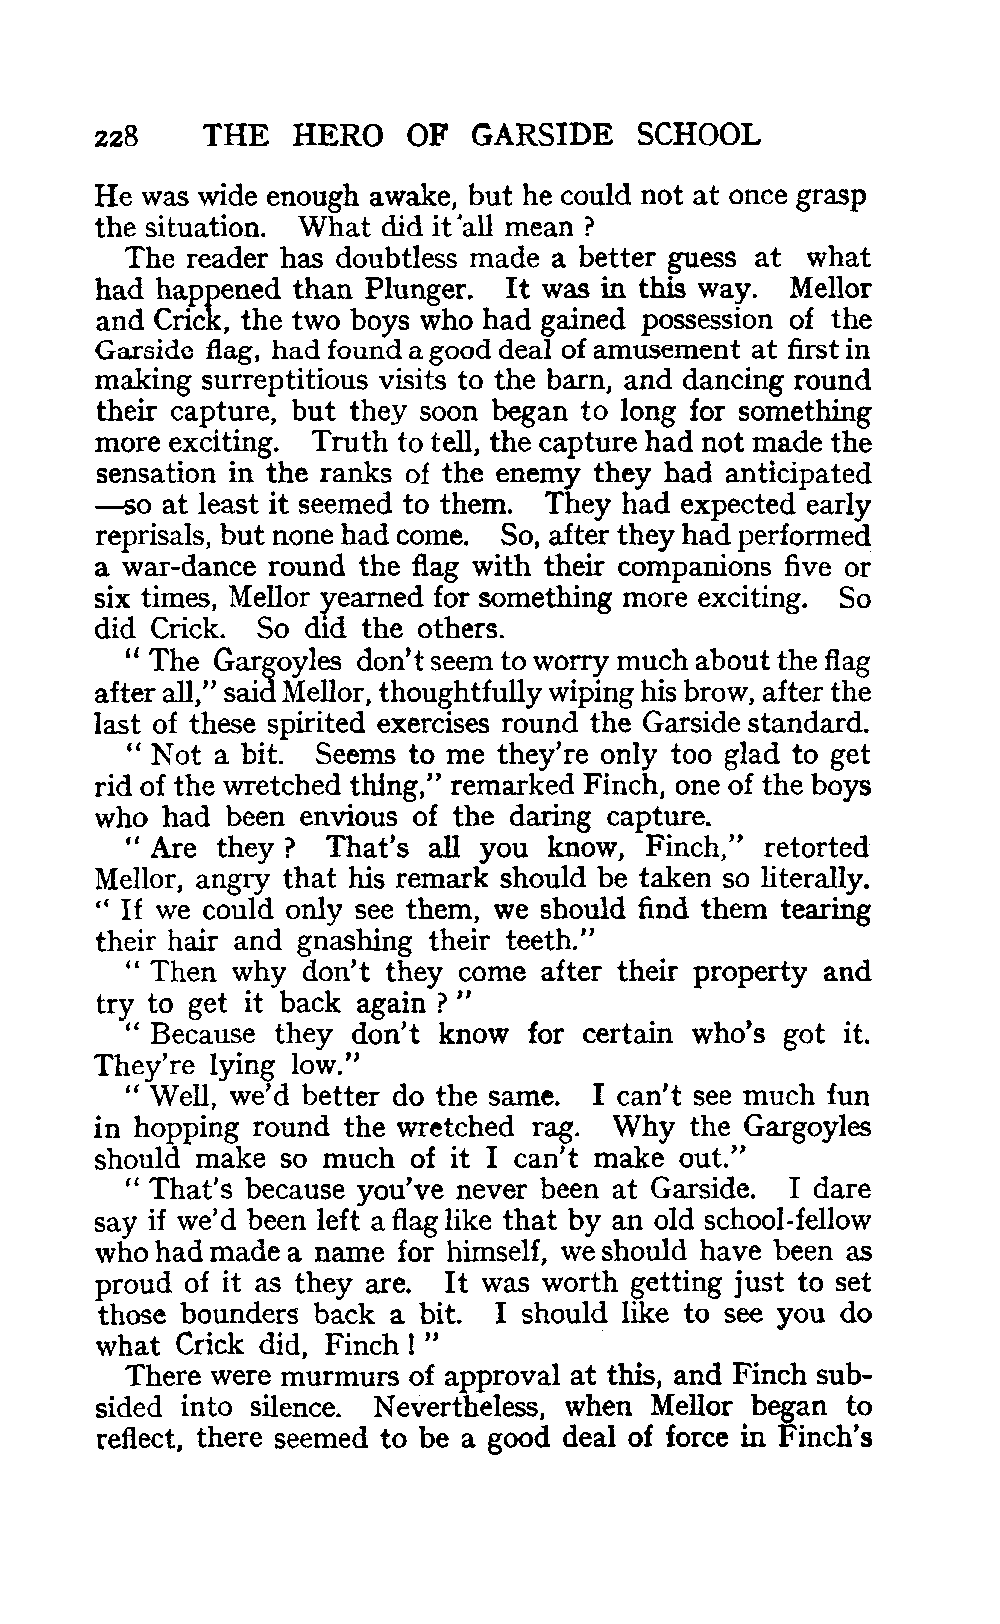 228 THE HERO OF GARSIDE SCHOOL
He was wide enough awake, but he could not at once grasp
the situation. What did it all mean ?
The reader has doubtless made a better guess at what
had happened than Plunger. It was in this way. Mellor
and Crick, the two boys who had gained possession of the
Garside flag, had found a good deal of amusement at first in
making surreptitious visits to the barn, and dancing round
their capture, but they soon began to long for something
more exciting. Truth to tell, the capture had not made the
sensation in the ranks of the enemy they had anticipated
—so at least it seemed to them. They had expected early
reprisals, but none had come. So, after they had performed
a war-dance round the flag with their companions five or
six times, Mellor yearned for something more exciting. So
did Crick. So did the others.
“ The Gargoyles don’t seem to worry much about the flag
after all,” said Mellor, thoughtfully wiping his brow, after the
last of these spirited exercises round the Garside standard.
“ Not a bit. Seems to me they’re only too glad to get
rid of the wretched thing,” remarked Finch, one of the boys
who had been envious of the daring capture.
“ Are they ? That’s all you know, Finch,” retorted
Mellor, angry that his remark should be taken so literally.
“ If we could only see them, we should find them tearing
their hair and gnashing their teeth.”
“ Then why don’t they come after their property and
try to get it back again ? ”
“ Because they don’t know for certain who’s got it.
They’re lying low.”
“ Well, we’d better do the same. I can’t see much fun
in hopping round the wretched rag. Why the Gargoyles
should make so much of it I can’t make out.”
“ That’s because you’ve never been at Garside. I dare
say if we’d been left a flag like that by an old school-fellow
who had made a name for himself, we should have been as
proud of it as they are. It was worth getting just to set
those bounders back a bit. I should like to see you do
what Crick did, Finch ! ”
There were murmurs of approval at this, and Finch sub-
sided into silence. Nevertheless, when Mellor began to
reflect, there seemed to be a good deal of force in Finch’s